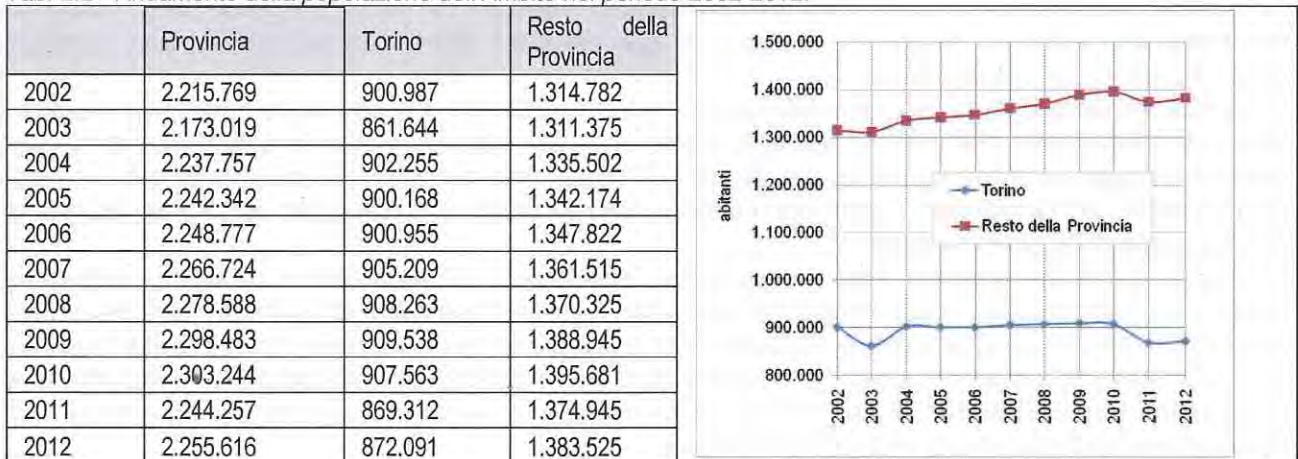 Provincia Torino Resto della Provincia
2002 2.215.769 900.987 1.314.782
2003 2.173.019 861.644 1.311.375
2004 2.237.757 902.255 1.335.502
2005 2.242.342 900.168 1.342.174
2006 2.248.777 900.955 1.347.822
2007 2.266.724 905.209 1.361.515
2008 2.278.588 908.263 1.370.325
2009 2.298.483 909.538 1.388.945
2010 2.303.244 907.563 1.395.681
2011 2.244.257 869.312 1.374.945
2012 2.255.616 872.091 1.383.525
1.500.000
1.400.000
1.300.000
1.200.000
1.100.000
1.000.000
900.000
800.000
abitanti
Torino
Resto della Provincia
2002 2003 2004 2005 2006 2007 2008 2009 2010 2011 2012